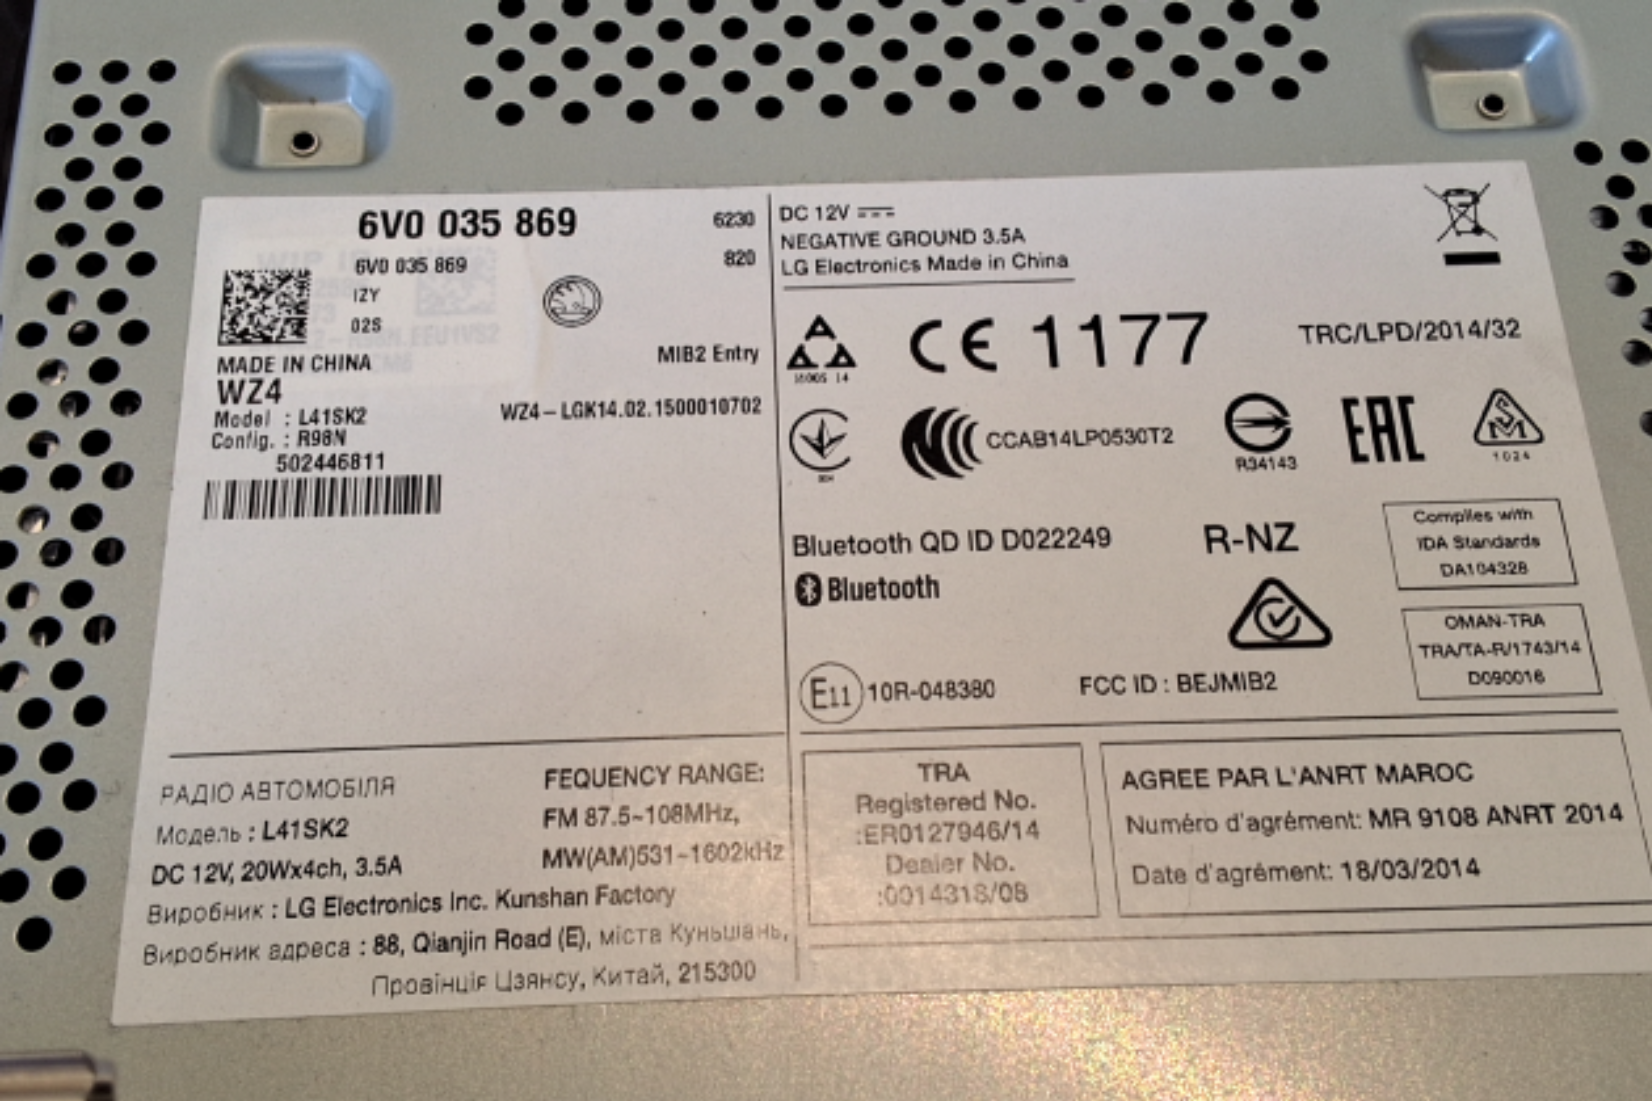 6V0 035 869
6230
820
6V0 035 869
IZY
02S
MADE IN CHINA
WZ4
MIB2 Entry
Model : L41SK2
WZ4-LGK14.02.1500010702
Config. : R98N
502446811
DC 12V
NEGATIVE GROUND 3.5A
LG Electronics Made in China
CE 1177
TRC/LPD/2014/32
CCAB14LP0530T2
R34143
EAC
SM
1024
Bluetooth QD ID D022249
R-NZ
Complies with
IDA Standards
DA104328
Bluetooth
OMAN-TRA
TRA/TA-R/1743/14
D090016
E11 10R-048380
FCC ID : BEJMIB2
РАДІО АВТОМОБІЛЯ
Модель : L41SK2
DC 12V, 20Wx4ch, 3.5A
FEQUENCY RANGE:
FM 87.5~108MHz,
MW(AM)531~1602kHz
Виробник : LG Electronics Inc. Kunshan Factory
Виробник адреса : 88, Qianjin Road (E), міста Куньшань,
Провінція Цзянсу, Китай, 215300
TRA
Registered No.
:ER0127946/14
Dealer No.
:0014318/08
AGREE PAR L'ANRT MAROC
Numéro d'agrément: MR 9108 ANRT 2014
Date d'agrément: 18/03/2014